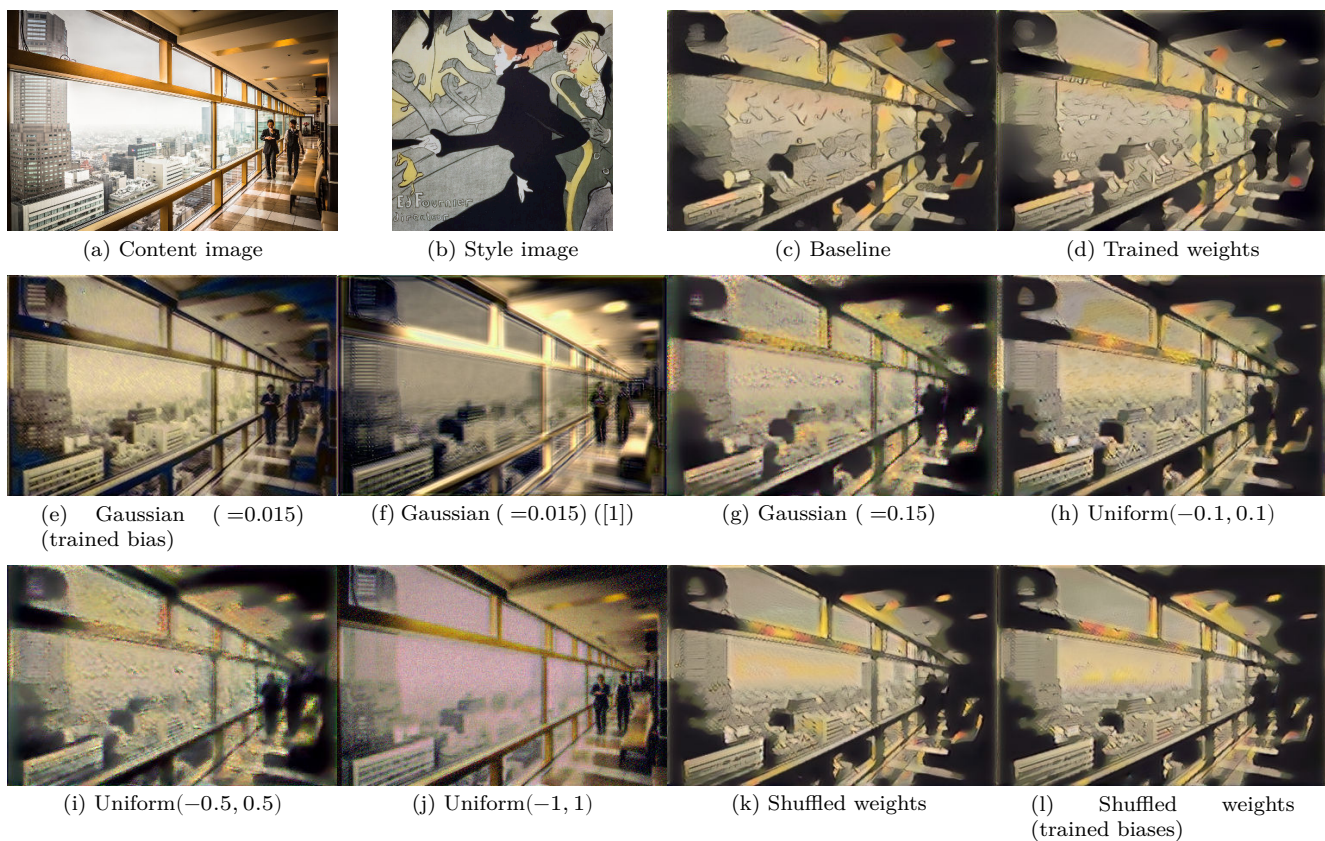 Ed Fournier
(a) Content image
(b) Style image
(c) Baseline
(d) Trained weights
(e) Gaussian ( =0.015)
(trained bias)
(f) Gaussian ( =0.015) ([1])
(g) Gaussian ( =0.15)
(h) Uniform(−0.1, 0.1)
(i) Uniform(−0.5, 0.5)
(j) Uniform(−1, 1)
(k) Shuffled weights
(l) Shuffled weights
(trained biases)